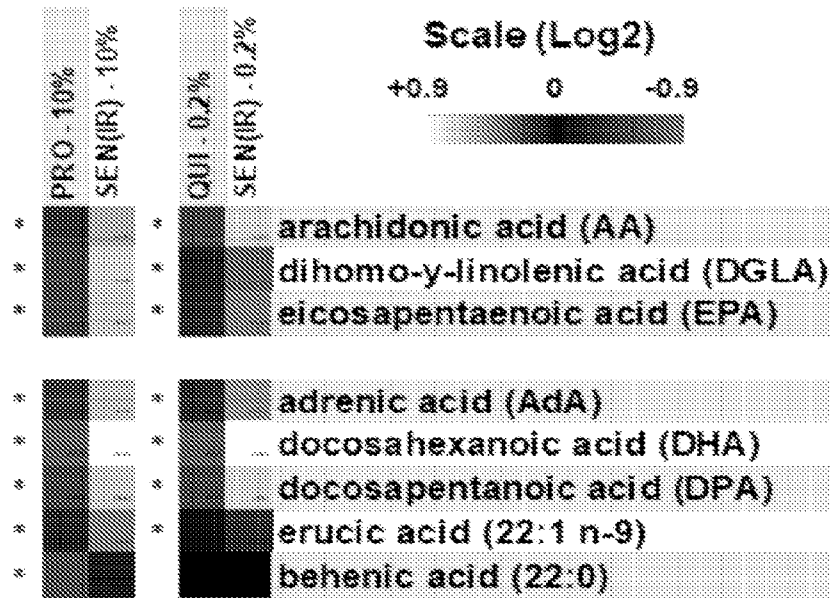 Scale (Log2)
+0.9 0 -0.9
PRO - 10%
SEN(IR) - 10%
QUI - 0.2%
SEN(IR) - 0.2%
* * arachidonic acid (AA)
* * dihomo-y-linolenic acid (DGLA)
* * eicosapentaenoic acid (EPA)
* * adrenic acid (AdA)
* * docosahexanoic acid (DHA)
* * docosapentanoic acid (DPA)
* * erucic acid (22:1 n-9)
* behenic acid (22:0)